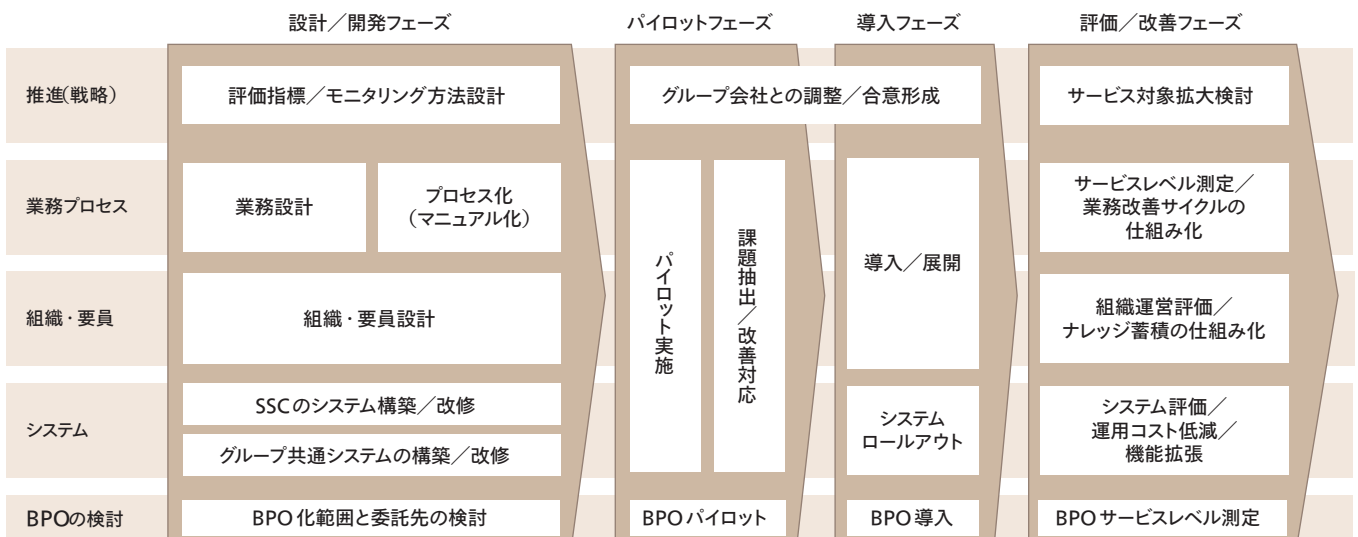 設計／開発フェーズ
パイロットフェーズ
導入フェーズ
評価／改善フェーズ
推進(戦略)
評価指標／モニタリング方法設計
グループ会社との調整／合意形成
サービス対象拡大検討
業務プロセス
業務設計
プロセス化
（マニュアル化）
パイロット実施
課題抽出／改善対応
導入／展開
サービスレベル測定／
業務改善サイクルの
仕組み化
組織・要員
組織・要員設計
組織運営評価／
ナレッジ蓄積の仕組み化
システム
SSCのシステム構築／改修
グループ共通システムの構築／改修
システム
ロールアウト
システム評価／
運用コスト低減／
機能拡張
BPOの検討
BPO化範囲と委託先の検討
BPOパイロット
BPO導入
BPOサービスレベル測定